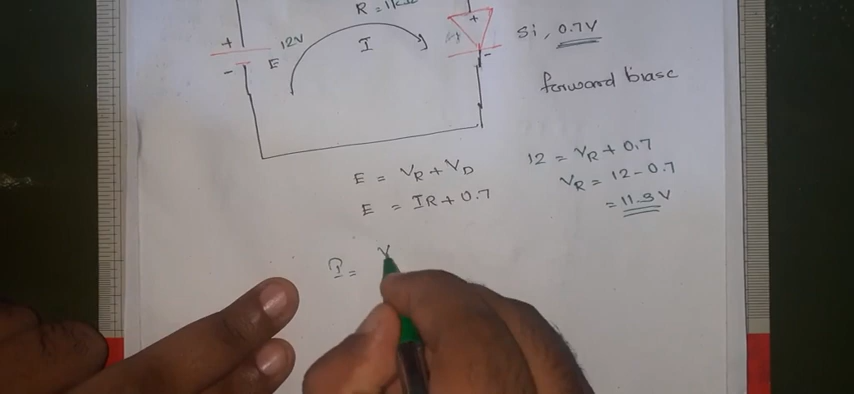 R = 1kΩ
+
12V
E
-
I
+
-
Si, 0.7V
forward biase
E = VR + VD
E = IR + 0.7
12 = VR + 0.7
VR = 12 - 0.7
= 11.3 V
I = V